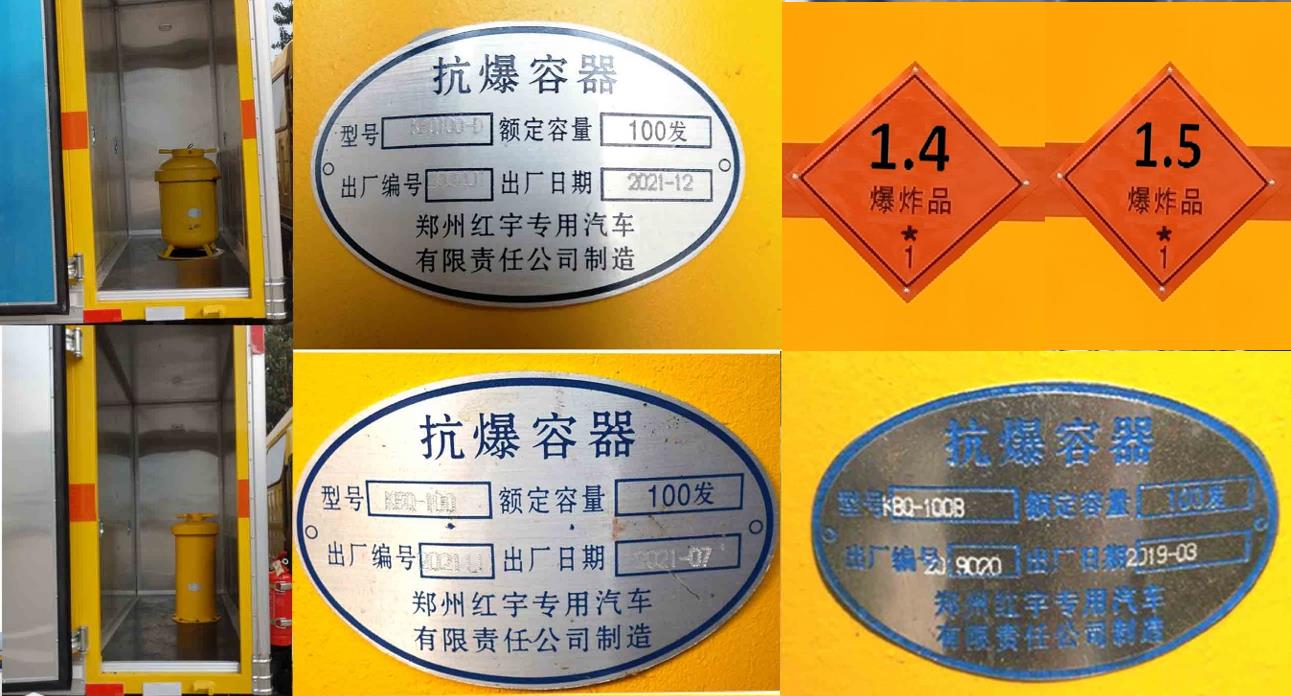 抗爆容器
型号 额定容量 100发
出厂编号 出厂日期 2021-12
郑州红宇专用汽车
有限责任公司制造
1.4
爆炸品
★
1
1.5
爆炸品
★
1
抗爆容器
型号 KBQ-100 额定容量 100发
出厂编号 出厂日期 2021-07
郑州红宇专用汽车
有限责任公司制造
抗爆容器
型号 KBQ-100B 额定容量 100发
出厂编号 2019020 出厂日期 2019-03
郑州红宇专用汽车
有限责任公司制造